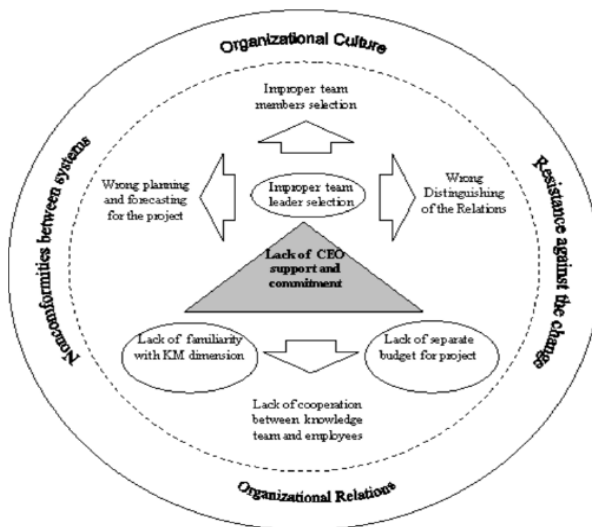 Organizational Culture
Improper team
members selection
Nonconformities between systems
Wrong planning
and forecasting
for the project
Improper team
leader selection
Wrong
Distinguishing
of the Relations
Resistance against the change
Lack of CEO
support and
commitment
Lack of familiarity
with KM dimension
Lack of separate
budget for project
Lack of cooperation
between knowledge
team and employees
Organizational Relations